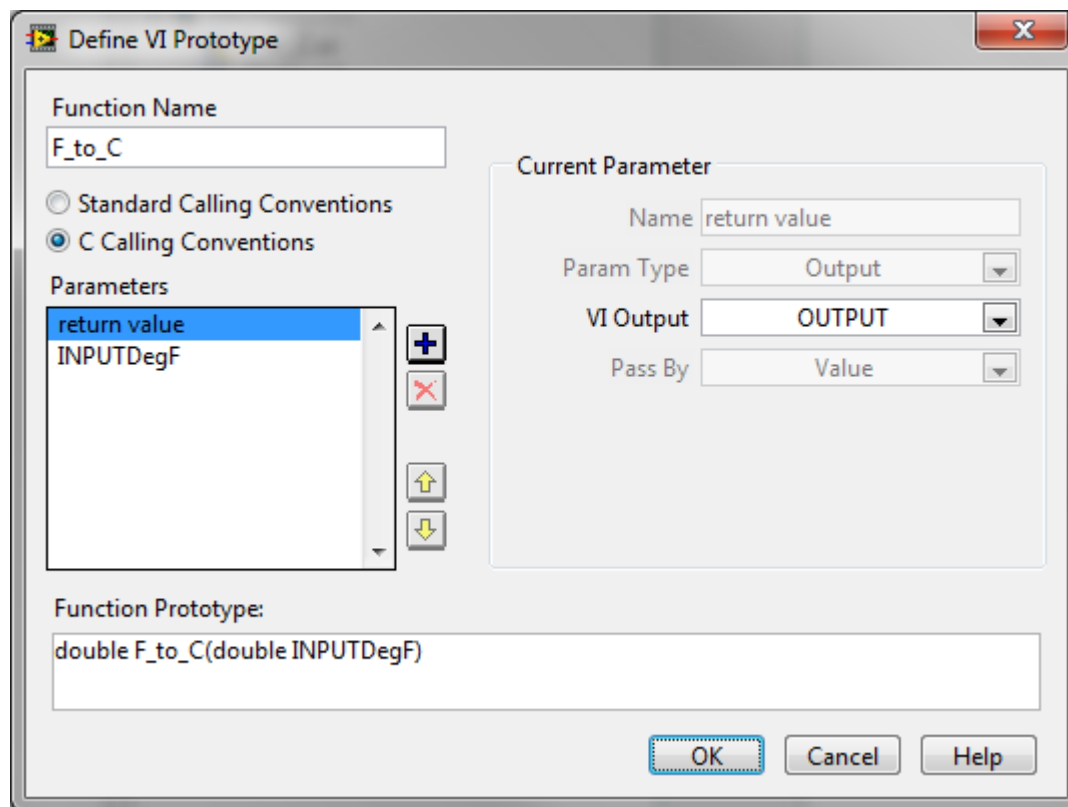 Define VI Prototype
Function Name
F_to_C
Standard Calling Conventions
C Calling Conventions
Parameters
return value
INPUTDegF
Current Parameter
Name return value
Param Type Output
VI Output OUTPUT
Pass By Value
Function Prototype:
double F_to_C(double INPUTDegF)
OK Cancel Help